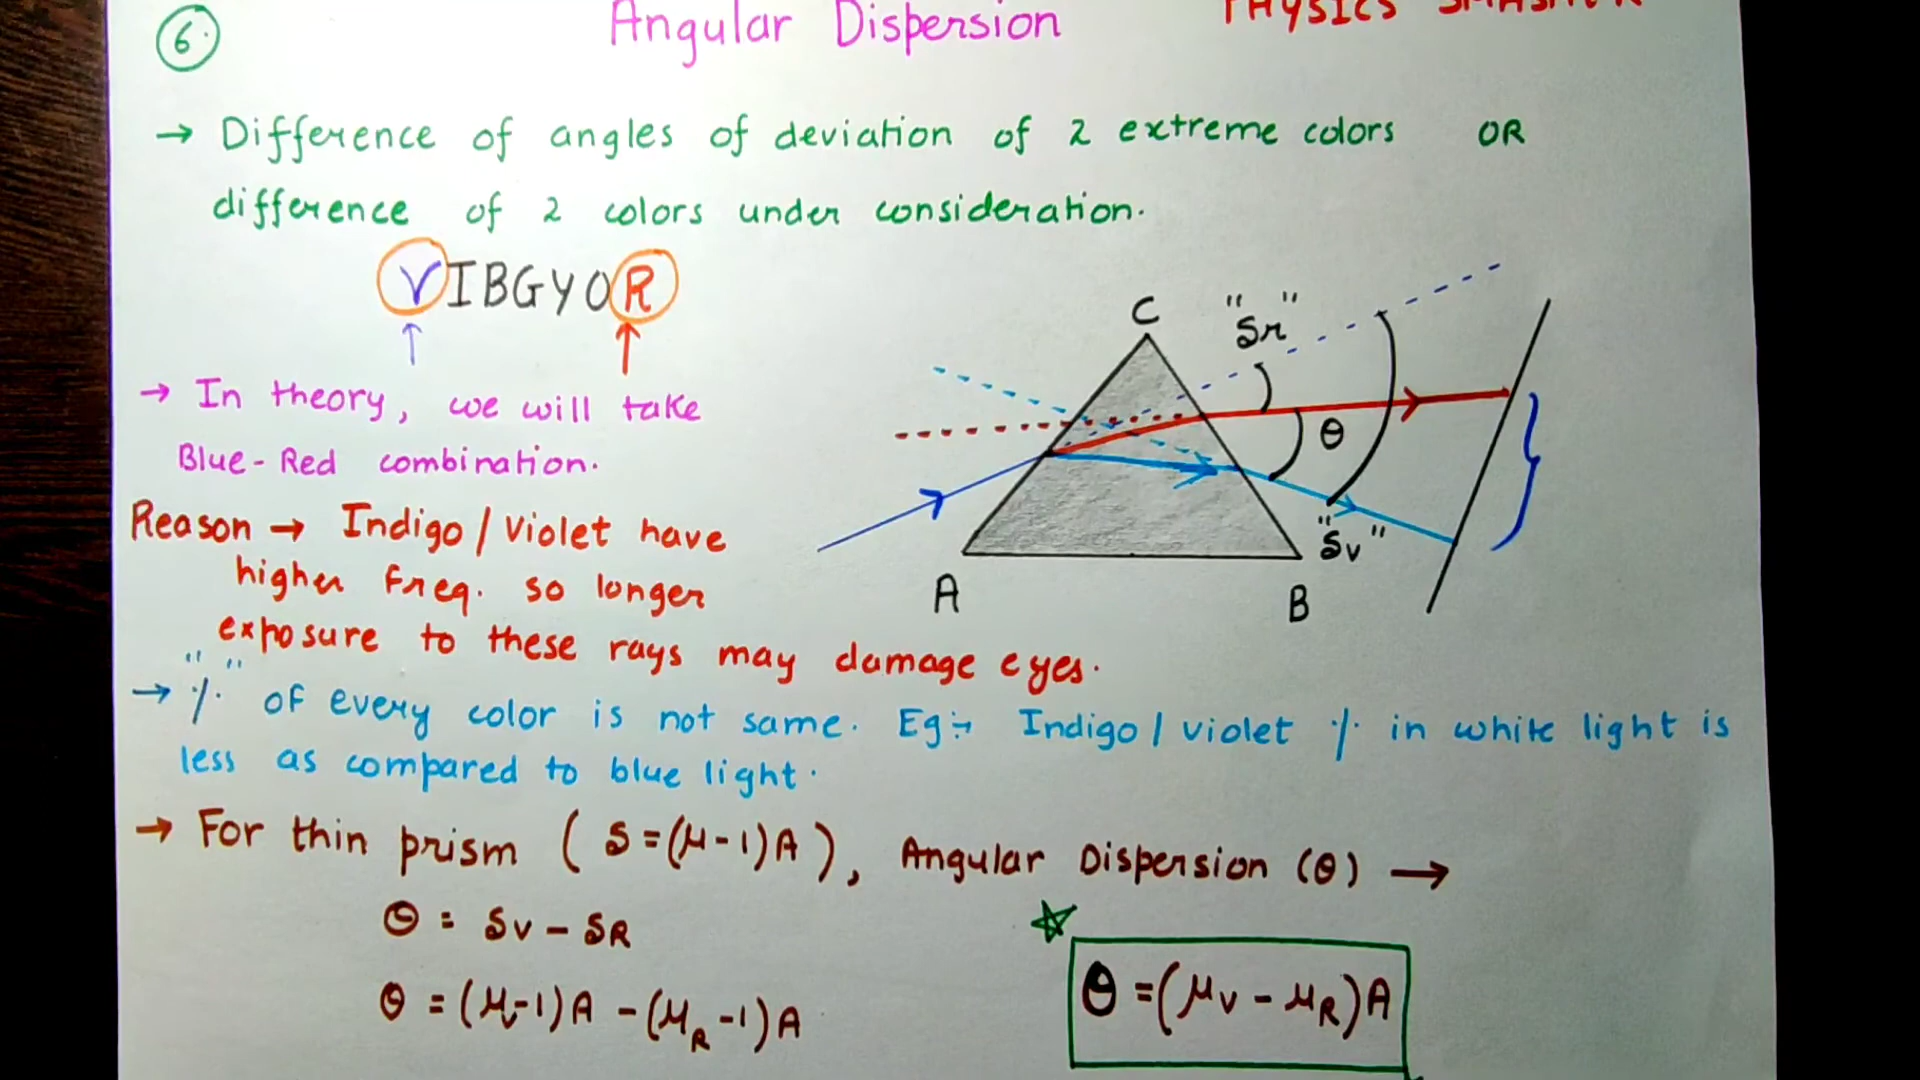 6.
Angular Dispersion
PHYSICS
→ Difference of angles of deviation of 2 extreme colors OR
difference of 2 colors under consideration.
VIBGYOR
→ In theory, we will take
Blue-Red combination.
Reason → Indigo/Violet have
higher freq. so longer
exposure to these rays may damage eyes.
→ "%" of every color is not same. Eg:→ Indigo/violet % in white light is
less as compared to blue light.
→ For thin prism (δ=(μ-1)A), Angular Dispersion (θ) →
θ = δV - δR
θ = (μv-1)A - (μR-1)A
θ = (μV - μR)A
C
"δr"
θ
"δv"
A
B